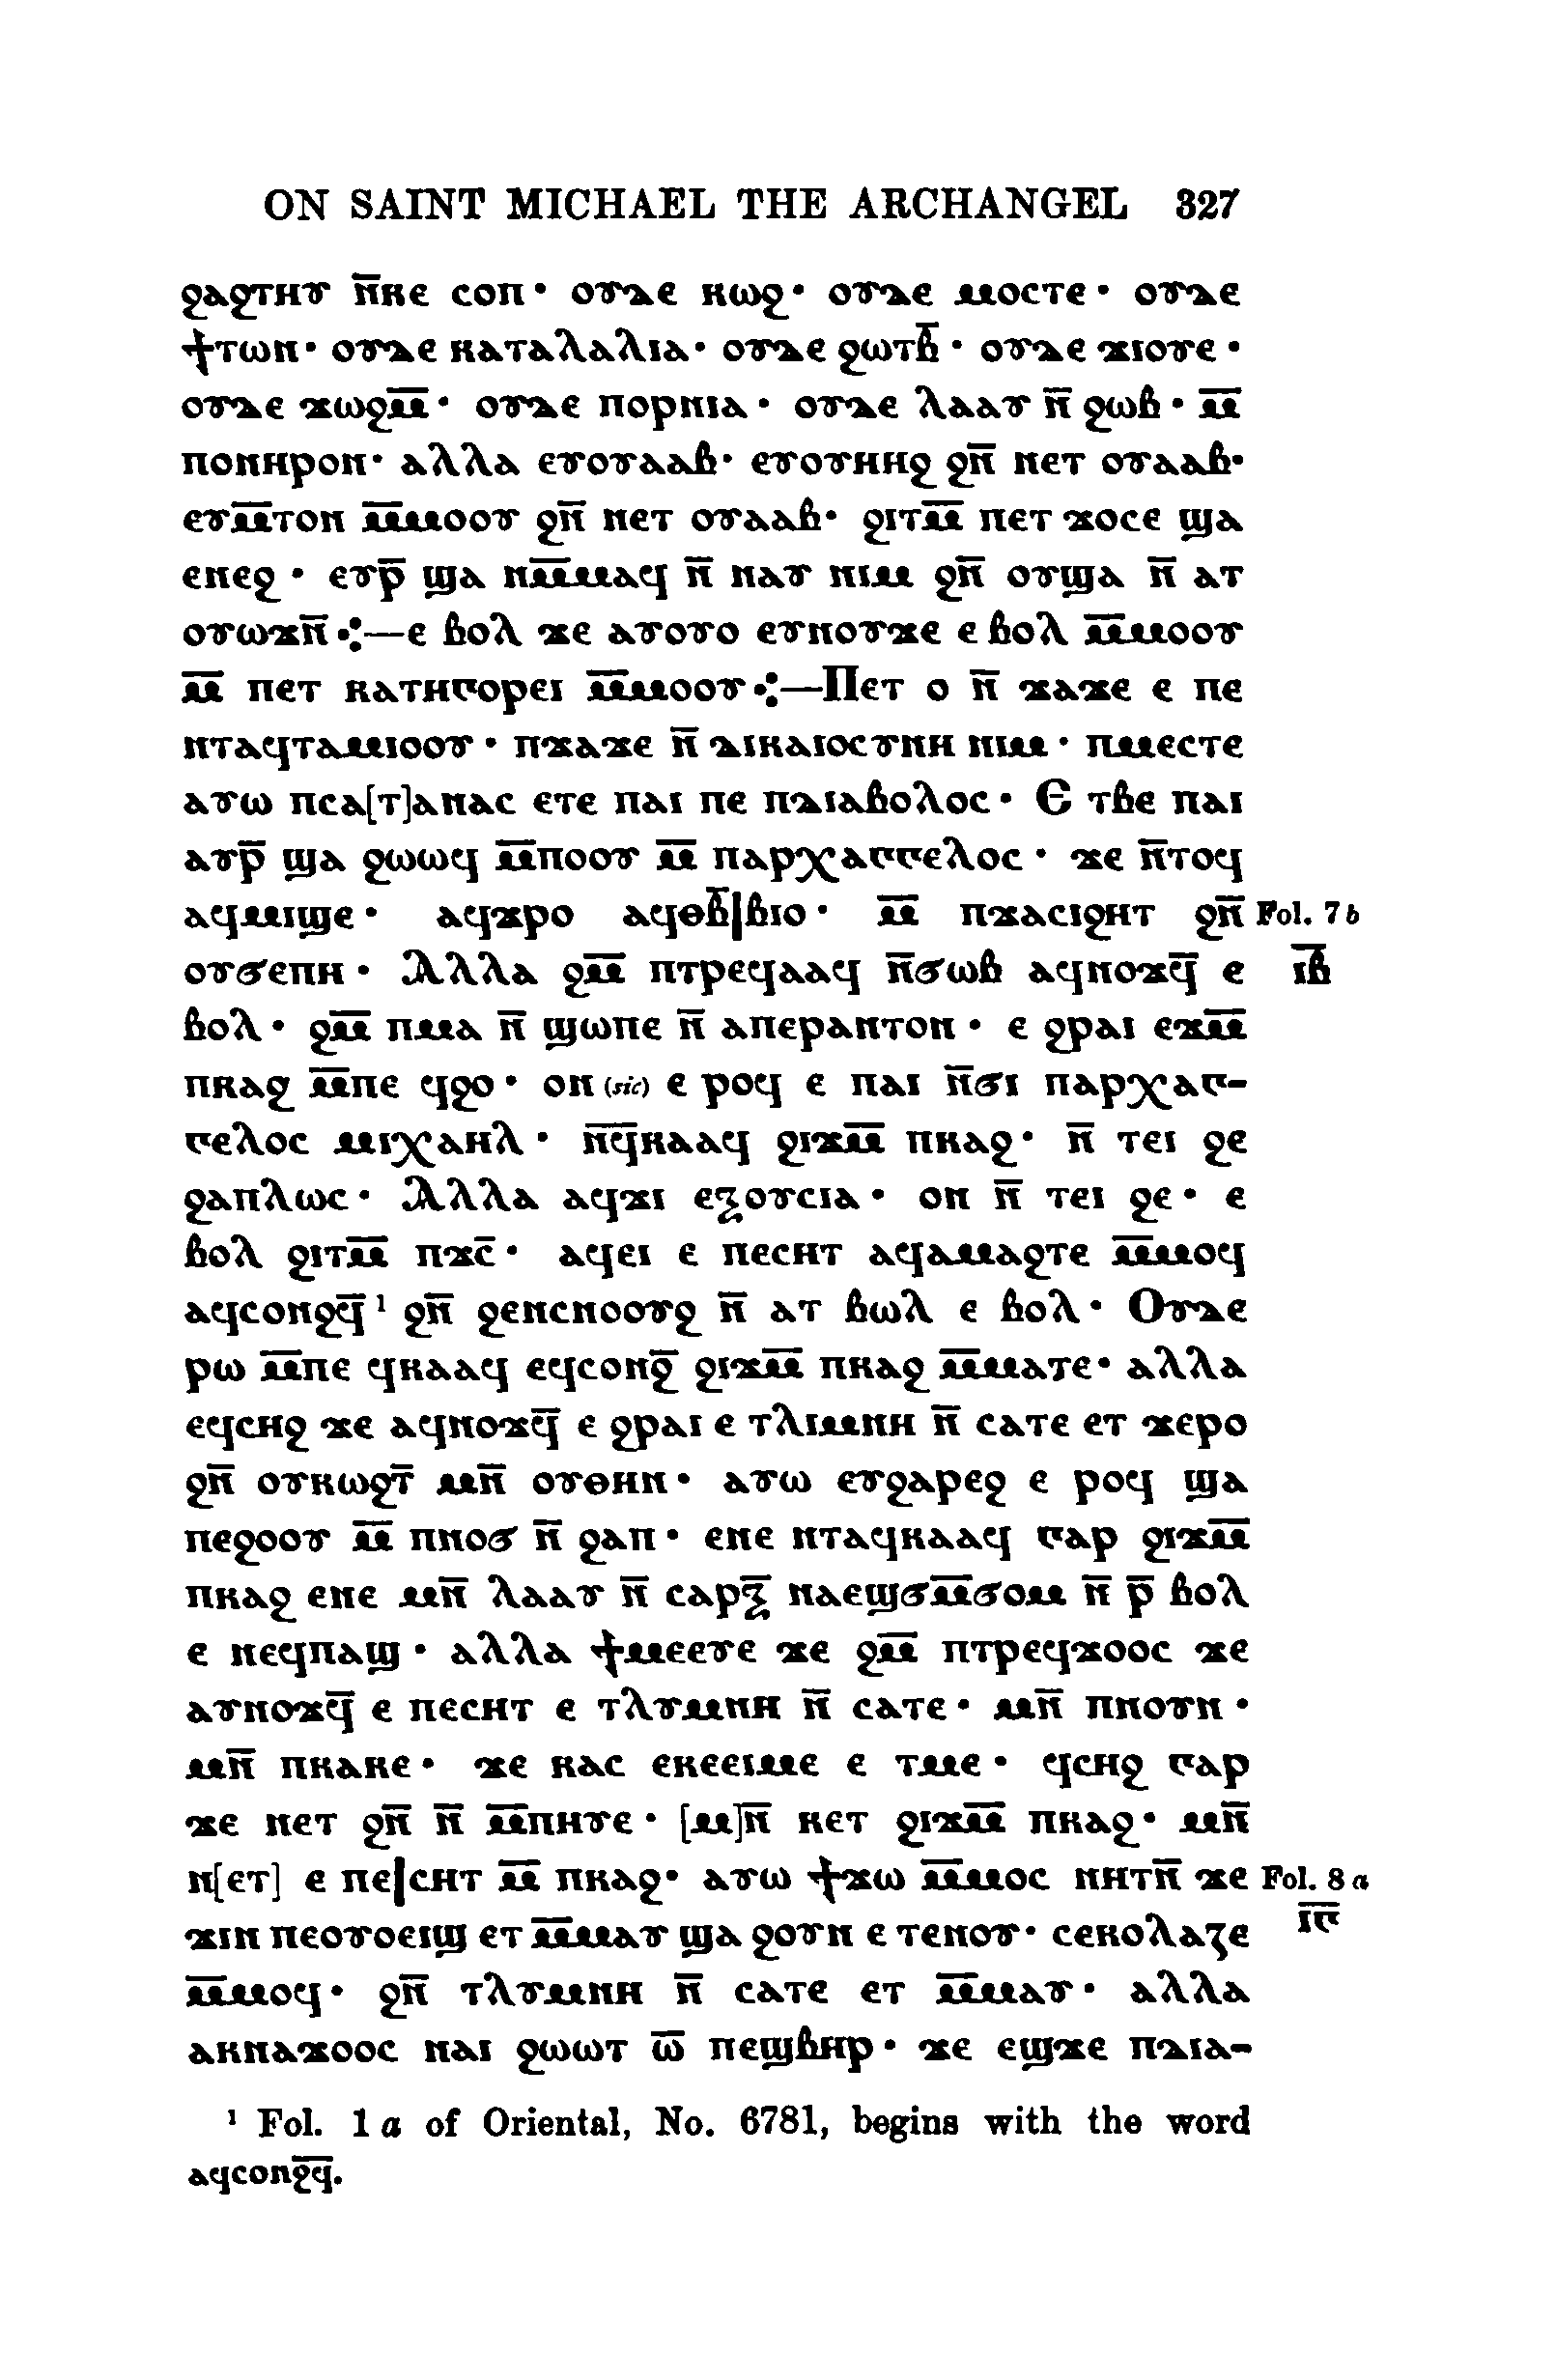 ON SAINT MICHAEL THE ARCHANGEL 327
ϩⲁϩⲧⲏⲩ ⲛ̅ⲕⲉ ⲥⲟⲡ· ⲟⲩⲇⲉ ⲕⲱϩ· ⲟⲩⲇⲉ ⲙⲟⲥⲧⲉ· ⲟⲩⲇⲉ
ϯⲧⲱⲛ· ⲟⲩⲇⲉ ⲕⲁⲧⲁⲗⲁⲗⲓⲁ· ⲟⲩⲇⲉ ϩⲱⲧⲃ̅· ⲟⲩⲇⲉ ϫⲓⲟⲩⲉ·
ⲟⲩⲇⲉ ϫⲱϩⲙ̅· ⲟⲩⲇⲉ ⲡⲟⲣⲛⲓⲁ· ⲟⲩⲇⲉ ⲗⲁⲁⲩ ⲛ̅ ϩⲱⲃ· ⲙ̅
ⲡⲟⲛⲏⲣⲟⲛ· ⲁⲗⲗⲁ ⲉⲩⲟⲩⲁⲁⲃ· ⲉⲩⲟⲩⲏⲏϩ ϩⲛ̅ ⲛⲉⲧ ⲟⲩⲁⲁⲃ·
ⲉⲩⲙ̅ⲧⲟⲛ ⲙ̅ⲙⲟⲟⲩ ϩⲛ̅ ⲛⲉⲧ ⲟⲩⲁⲁⲃ· ϩⲓⲧⲙ̅ ⲡⲉⲧ ϫⲟⲥⲉ ϣⲁ
ⲉⲛⲉϩ· ⲉⲩⲣ̅ ϣⲁ ⲛⲙ̅ⲙⲁϥ ⲛ̅ ⲛⲁⲩ ⲛⲓⲙ ϩⲛ̅ ⲟⲩϣⲁ ⲛ̅ ⲁⲧ
ⲟⲩⲱϫⲛ̅⁖—ⲉ ⲃⲟⲗ ϫⲉ ⲁⲩⲟⲩⲟ ⲉⲩⲛⲟⲩϫⲉ ⲉ ⲃⲟⲗ ⲙ̅ⲙⲟⲟⲩ
ⲙ̅ ⲡⲉⲧ ⲕⲁⲧⲏⲅⲟⲣⲉⲓ ⲙ̅ⲙⲟⲟⲩ⁖—Ⲡⲉⲧ ⲟ ⲛ̅ ϫⲁϫⲉ ⲉ ⲡⲉ
ⲛⲧⲁϥⲧⲁⲙⲓⲟⲟⲩ· ⲡϫⲁϫⲉ ⲛ̅ ⲇⲓⲕⲁⲓⲟⲥⲩⲛⲏ ⲛⲓⲙ· ⲡⲙⲉⲥⲧⲉ
ⲁⲩⲱ ⲡⲥⲁ[ⲧ]ⲁⲛⲁⲥ ⲉⲧⲉ ⲡⲁⲓ ⲡⲉ ⲡⲇⲓⲁⲃⲟⲗⲟⲥ· Ⲉ ⲧⲃⲉ ⲡⲁⲓ
ⲁⲩⲣ̅ ϣⲁ ϩⲱⲱϥ ⲙ̅ⲡⲟⲟⲩ ⲙ̅ ⲡⲁⲣⲭⲁⲅⲅⲉⲗⲟⲥ· ϫⲉ ⲛ̅ⲧⲟϥ
ⲁϥⲙⲓϣⲉ· ⲁϥϫⲣⲟ ⲁϥⲑⲃ̅|ⲃⲓⲟ· ⲙ̅ ⲡϫⲁⲥⲓϩⲏⲧ ϩⲛ̅ Fol. 7 b
ⲟⲩϭⲉⲡⲏ· Ⲁⲗⲗⲁ ϩⲙ̅ ⲡⲧⲣⲉϥⲁⲁϥ ⲛ̅ϭⲱⲃ ⲁϥⲛⲟϫϥ̅ ⲉ ⲓⲃ̅
ⲃⲟⲗ· ϩⲙ̅ ⲡⲙⲁ ⲛ̅ ϣⲱⲡⲉ ⲛ̅ ⲁⲡⲉⲣⲁⲛⲧⲟⲛ· ⲉ ϩⲣⲁⲓ ⲉϫⲙ̅
ⲡⲕⲁϩ ⲙ̅ⲡⲉ ϥϩⲟ· ⲟⲛ (sic) ⲉ ⲣⲟϥ ⲉ ⲡⲁⲓ ⲛ̅ϭⲓ ⲡⲁⲣⲭⲁⲅ-
ⲅⲉⲗⲟⲥ ⲙⲓⲭⲁⲏⲗ· ⲛ̅ϥ̅ⲕⲁⲁϥ ϩⲓϫⲙ̅ ⲡⲕⲁϩ· ⲛ̅ ⲧⲉⲓ ϩⲉ
ϩⲁⲡⲗⲱⲥ· Ⲁⲗⲗⲁ ⲁϥϫⲓ ⲉⲝⲟⲩⲥⲓⲁ· ⲟⲛ ⲛ̅ ⲧⲉⲓ ϩⲉ· ⲉ
ⲃⲟⲗ ϩⲓⲧⲙ̅ ⲡϫⲥ̅· ⲁϥⲉⲓ ⲉ ⲡⲉⲥⲏⲧ ⲁϥⲁⲙⲁϩⲧⲉ ⲙ̅ⲙⲟϥ
ⲁϥⲥⲟⲛϩϥ̅¹ ϩⲛ̅ ϩⲉⲛⲥⲛⲟⲟⲩϩ ⲛ̅ ⲁⲧ ⲃⲱⲗ ⲉ ⲃⲟⲗ· Ⲟⲩⲇⲉ
ⲣⲱ ⲙ̅ⲡⲉ ϥⲕⲁⲁϥ ⲉϥⲥⲟⲛϩ̅ ϩⲓϫⲙ̅ ⲡⲕⲁϩ ⲙ̅ⲙⲁⲧⲉ· ⲁⲗⲗⲁ
ⲉϥⲥⲏϩ ϫⲉ ⲁϥⲛⲟϫϥ̅ ⲉ ϩⲣⲁⲓ ⲉ ⲧⲗⲓⲙⲛⲏ ⲛ̅ ⲥⲁⲧⲉ ⲉⲧ ϫⲉⲣⲟ
ϩⲛ̅ ⲟⲩⲕⲱϩⲧ̅ ⲙⲛ̅ ⲟⲩⲑⲏⲛ· ⲁⲩⲱ ⲉⲩϩⲁⲣⲉϩ ⲉ ⲣⲟϥ ϣⲁ
ⲡⲉϩⲟⲟⲩ ⲙ̅ ⲡⲛⲟϭ ⲛ̅ ϩⲁⲡ· ⲉⲛⲉ ⲛⲧⲁϥⲕⲁⲁϥ ⲅⲁⲣ ϩⲓϫⲙ̅
ⲡⲕⲁϩ ⲉⲛⲉ ⲙⲛ̅ ⲗⲁⲁⲩ ⲛ̅ ⲥⲁⲣⲝ̅ ⲛⲁⲉϣϭⲙ̅ϭⲟⲙ ⲛ̅ ⲣ̅ ⲃⲟⲗ
ⲉ ⲛⲉϥⲡⲁϣ· ⲁⲗⲗⲁ ϯⲙⲉⲉⲩⲉ ϫⲉ ϩⲙ̅ ⲡⲧⲣⲉϥϫⲟⲟⲥ ϫⲉ
ⲁⲩⲛⲟϫϥ̅ ⲉ ⲡⲉⲥⲏⲧ ⲉ ⲧⲗⲩⲙⲛⲏ ⲛ̅ ⲥⲁⲧⲉ· ⲙⲛ̅ ⲡⲛⲟⲩⲛ·
ⲙⲛ̅ ⲡⲕⲁⲕⲉ· ϫⲉ ⲕⲁⲥ ⲉⲕⲉⲉⲓⲙⲉ ⲉ ⲧⲙⲉ· ϥⲥⲏϩ ⲅⲁⲣ
ϫⲉ ⲛⲉⲧ ϩⲛ̅ ⲛ̅ ⲙ̅ⲡⲏⲩⲉ· [ⲙ]ⲛ̅ ⲛⲉⲧ ϩⲓϫⲙ̅ ⲡⲕⲁϩ· ⲙⲛ̅
ⲛ[ⲉⲧ] ⲉ ⲡⲉ|ⲥⲏⲧ ⲙ̅ ⲡⲕⲁϩ· ⲁⲩⲱ ϯϫⲱ ⲙ̅ⲙⲟⲥ ⲛⲏⲧⲛ̅ ϫⲉ Fol. 8 a
ϫⲓⲛ ⲡⲉⲟⲩⲟⲉⲓϣ ⲉⲧ ⲙ̅ⲙⲁⲩ ϣⲁ ϩⲟⲩⲛ ⲉ ⲧⲉⲛⲟⲩ· ⲥⲉⲕⲟⲗⲁⲍⲉ ⲓⲅ̅
ⲙ̅ⲙⲟϥ· ϩⲛ̅ ⲧⲗⲩⲙⲛⲏ ⲛ̅ ⲥⲁⲧⲉ ⲉⲧ ⲙ̅ⲙⲁⲩ· ⲁⲗⲗⲁ
ⲁⲕⲛⲁϫⲟⲟⲥ ⲛⲁⲓ ϩⲱⲱⲧ ⲱ̅ ⲡⲉϣⲃⲏⲣ· ϫⲉ ⲉϣϫⲉ ⲡⲇⲓⲁ-
¹ Fol. 1 a of Oriental, No. 6781, begins with the word
ⲁϥⲥⲟⲛϩϥ̅.